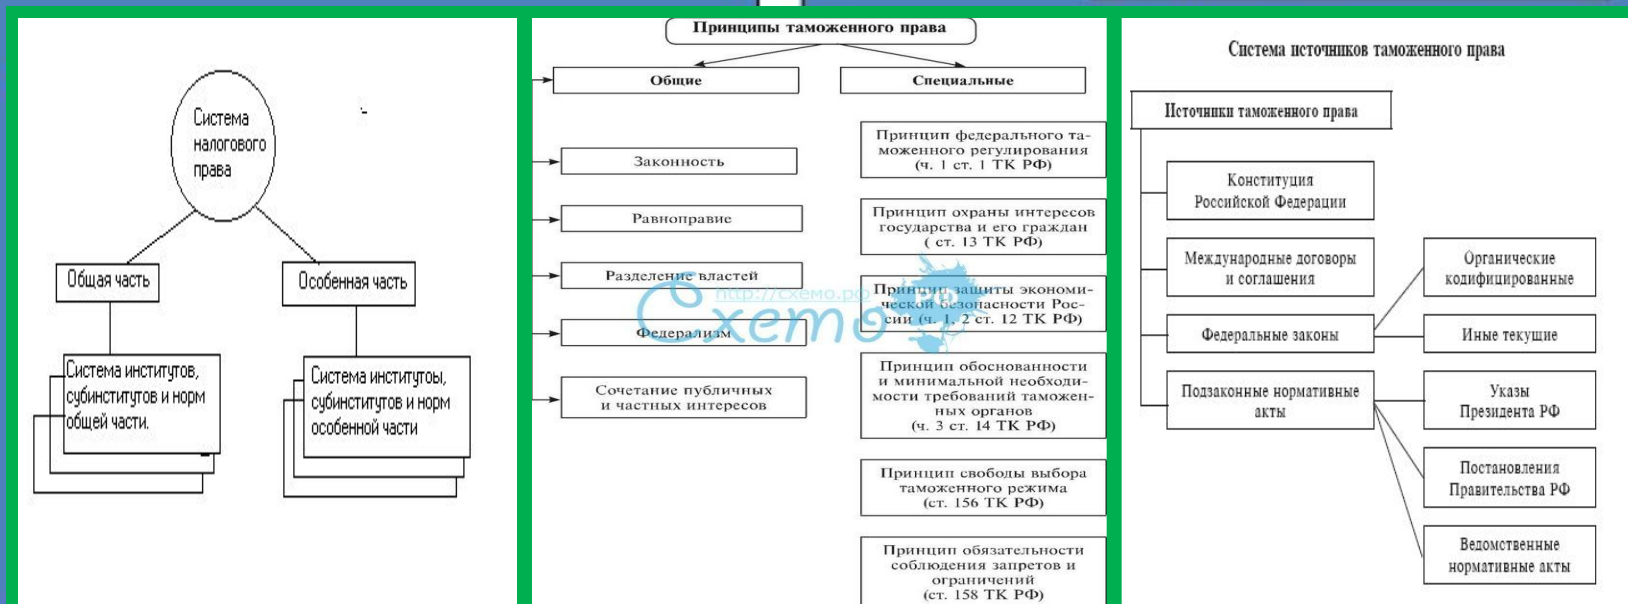 Система
налогового
права
Общая часть
Особенная часть
Система институтов,
субинститутов и норм
общей части.
Система институтоы,
субинститутов и норм
особенной части
Принципы таможенного права
Общие
Специальные
Законность
Равноправие
Разделение властей
Федерализм
Сочетание публичных
и частных интересов
Принцип федерального та-
моженного регулирования
(ч. 1 ст. 1 ТК РФ)
Принцип охраны интересов
государства и его граждан
( ст. 13 ТК РФ)
Принцип защиты экономи-
ческой безопасности Рос-
сии (ч. 1, 2 ст. 12 ТК РФ)
Принцип обоснованности
и минимальной необходи-
мости требований таможен-
ных органов
(ч. 3 ст. 14 ТК РФ)
Принцип свободы выбора
таможенного режима
(ст. 156 ТК РФ)
Принцип обязательности
соблюдения запретов и
ограничений
(ст. 158 ТК РФ)
http://схемо.рф
Схемо
РФ
Система источников таможенного права
Источники таможенного права
Конституция
Российской Федерации
Международные договоры
и соглашения
Федеральные законы
Подзаконные нормативные
акты
Органические
кодифицированные
Иные текущие
Указы
Президента РФ
Постановления
Правительства РФ
Ведомственные
нормативные акты